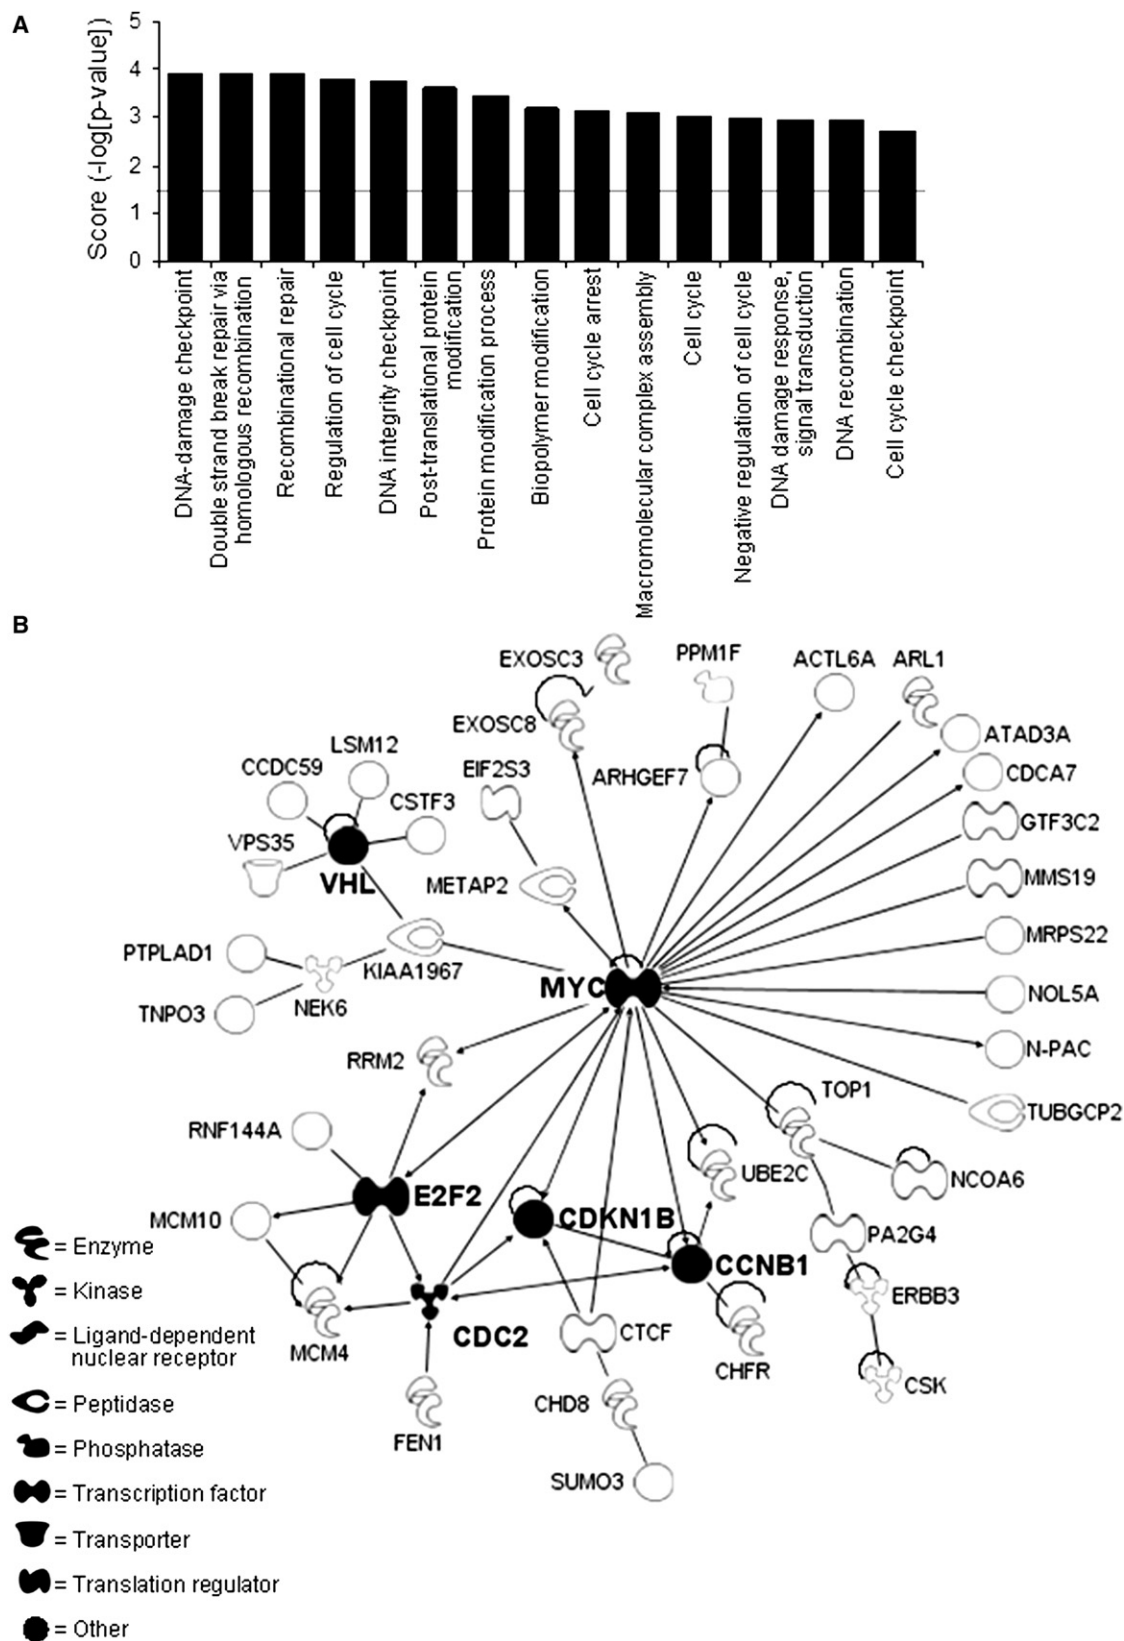 A
Score (-log[p-value])
5
4
3
2
1
0
DNA-damage checkpoint
Double strand break repair via
homologous recombination
Recombinational repair
Regulation of cell cycle
DNA integrity checkpoint
Post-translational protein
modification
Protein modification process
Biopolymer modification
Cell cycle arrest
Macromolecular complex assembly
Cell cycle
Negative regulation of cell cycle
DNA damage response,
signal transduction
DNA recombination
Cell cycle checkpoint
B
EXOSC3
PPM1F
ACTL6A
ARL1
EXOSC8
ATAD3A
LSM12
CCDC59
EIF2S3
ARHGEF7
CDCA7
CSTF3
GTF3C2
VPS35
VHL
METAP2
MMS19
PTPLAD1
KIAA1967
MRPS22
MYC
NOL5A
TNPO3
NEK6
N-PAC
RRM2
TOP1
TUBGCP2
RNF144A
UBE2C
NCOA6
E2F2
CDKN1B
MCM10
PA2G4
CCNB1
ERBB3
MCM4
CDC2
CTCF
CHFR
CSK
CHD8
FEN1
SUMO3
= Enzyme
= Kinase
= Ligand-dependent
nuclear receptor
= Peptidase
= Phosphatase
= Transcription factor
= Transporter
= Translation regulator
= Other